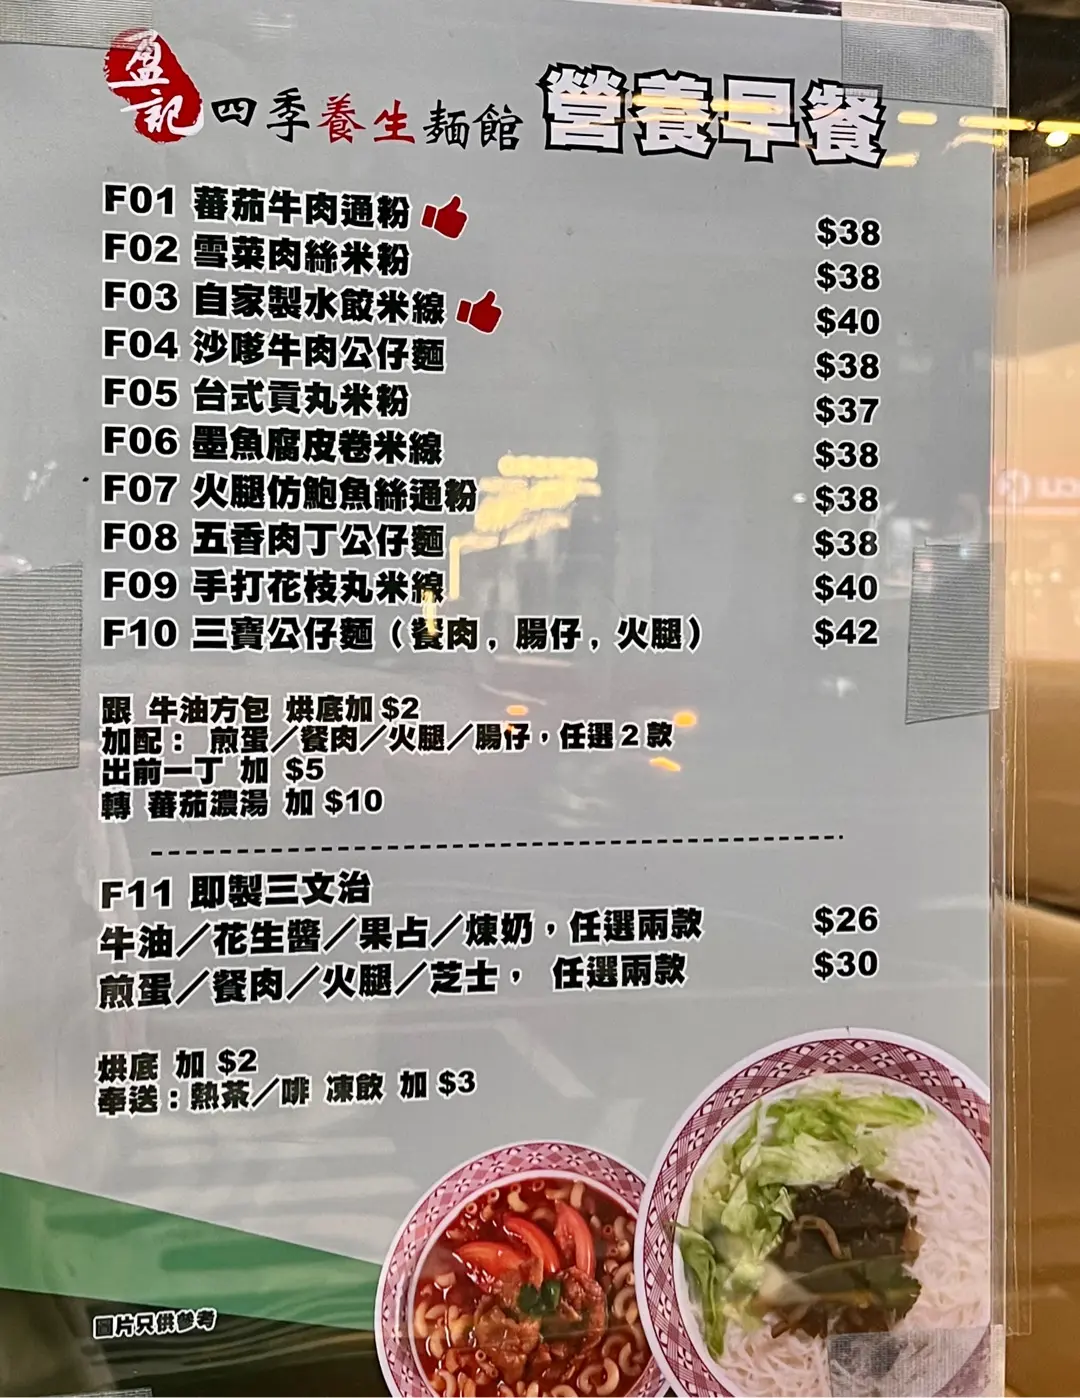 盈記 四季養生麵館 營養早餐
F01 蕃茄牛肉通粉 $38
F02 雪菜肉絲米粉 $38
F03 自家製水餃米線 $40
F04 沙嗲牛肉公仔麵 $38
F05 台式貢丸米粉 $37
F06 墨魚腐皮卷米線 $38
F07 火腿仿鮑魚絲通粉 $38
F08 五香肉丁公仔麵 $38
F09 手打花枝丸米線 $40
F10 三寶公仔麵（餐肉，腸仔，火腿） $42
跟 牛油方包 烘底加 $2
加配： 煎蛋／餐肉／火腿／腸仔，任選2款
出前一丁 加 $5
轉 蕃茄濃湯 加 $10
F11 即製三文治
牛油／花生醬／果占／煉奶，任選兩款 $26
煎蛋／餐肉／火腿／芝士， 任選兩款 $30
烘底 加 $2
奉送：熱茶／啡 凍飲 加 $3
圖片只供參考